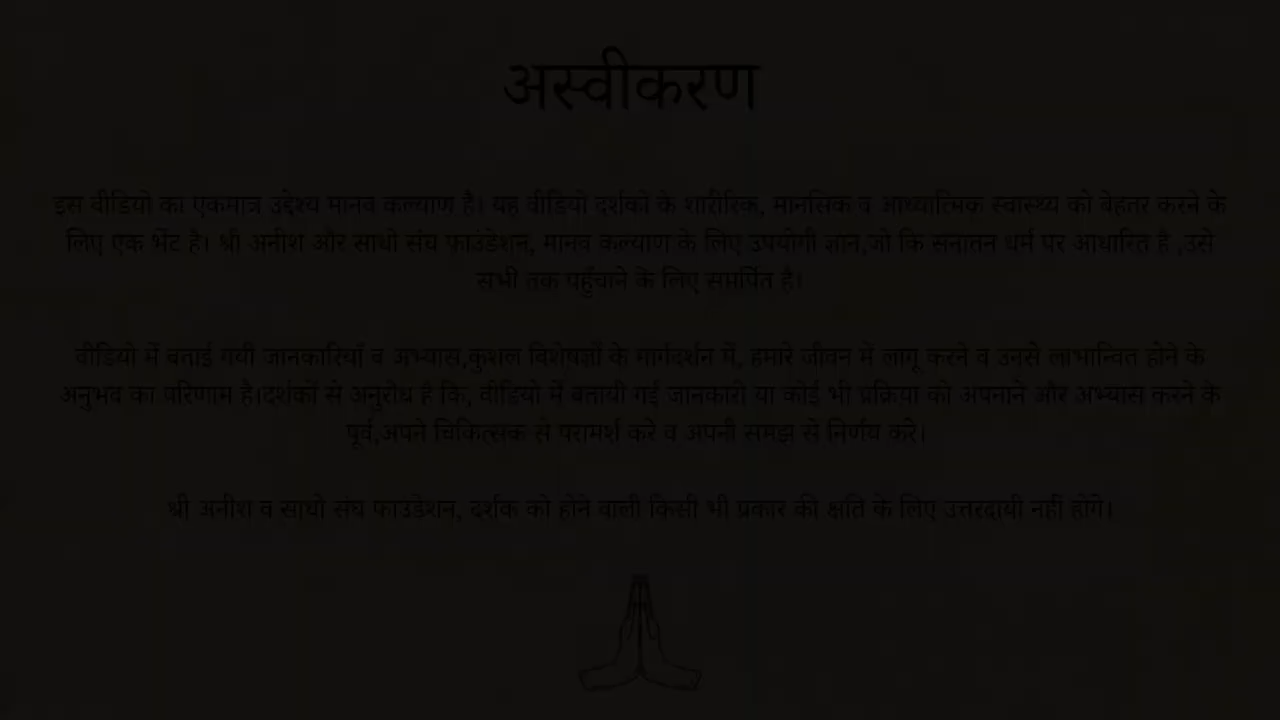 अस्वीकरण
इस वीडियो का एकमात्र उद्देश्य मानव कल्याण है। यह वीडियो दर्शकों के शारीरिक, मानसिक व आध्यात्मिक स्वास्थ्य को बेहतर करने के
लिए एक भेंट है। श्री अनीश और साधो संघ फाउंडेशन, मानव कल्याण के लिए उपयोगी ज्ञान,जो कि सनातन धर्म पर आधारित है ,उसे
सभी तक पहुँचाने के लिए समर्पित है।
वीडियो में बताई गयी जानकारियाँ व अभ्यास,कुशल विशेषज्ञों के मार्गदर्शन में, हमारे जीवन में लागू करने व उनसे लाभान्वित होने के
अनुभव का परिणाम है।दर्शकों से अनुरोध है कि, वीडियो में बतायी गई जानकारी या कोई भी प्रक्रिया को अपनाने और अभ्यास करने के
पूर्व,अपने चिकित्सक से परामर्श करे व अपनी समझ से निर्णय करे।
श्री अनीश व साधो संघ फाउंडेशन, दर्शक को होने वाली किसी भी प्रकार की क्षति के लिए उत्तरदायी नहीं होंगे।